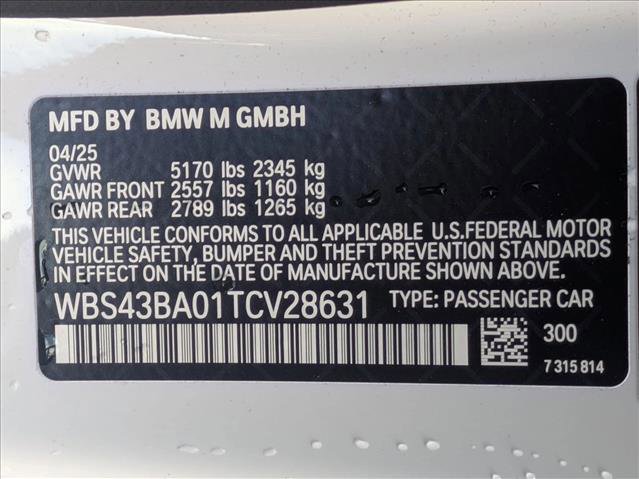 MFD BY BMW M GMBH
04/25
GVWR 5170 lbs 2345 kg
GAWR FRONT 2557 lbs 1160 kg
GAWR REAR 2789 lbs 1265 kg
THIS VEHICLE CONFORMS TO ALL APPLICABLE U.S.FEDERAL MOTOR
VEHICLE SAFETY, BUMPER AND THEFT PREVENTION STANDARDS
IN EFFECT ON THE DATE OF MANUFACTURE SHOWN ABOVE.
WBS43BA01TCV28631 TYPE: PASSENGER CAR
300
7 315 814